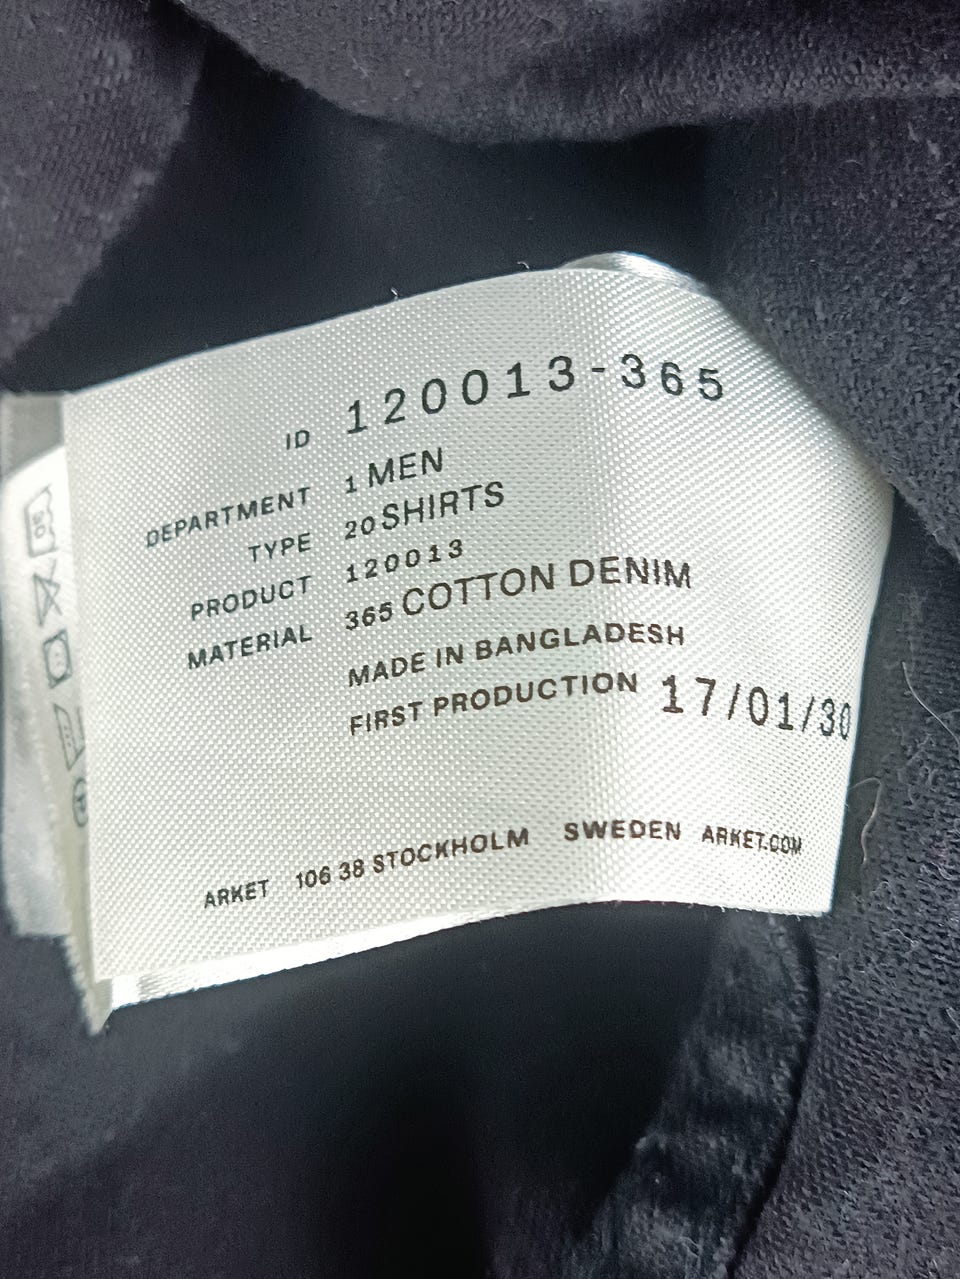 ID 120013-365
DEPARTMENT 1 MEN
TYPE 20 SHIRTS
PRODUCT 120013
MATERIAL 365 COTTON DENIM
MADE IN BANGLADESH
FIRST PRODUCTION 17/01/30
ARKET 106 38 STOCKHOLM SWEDEN ARKET.COM
30